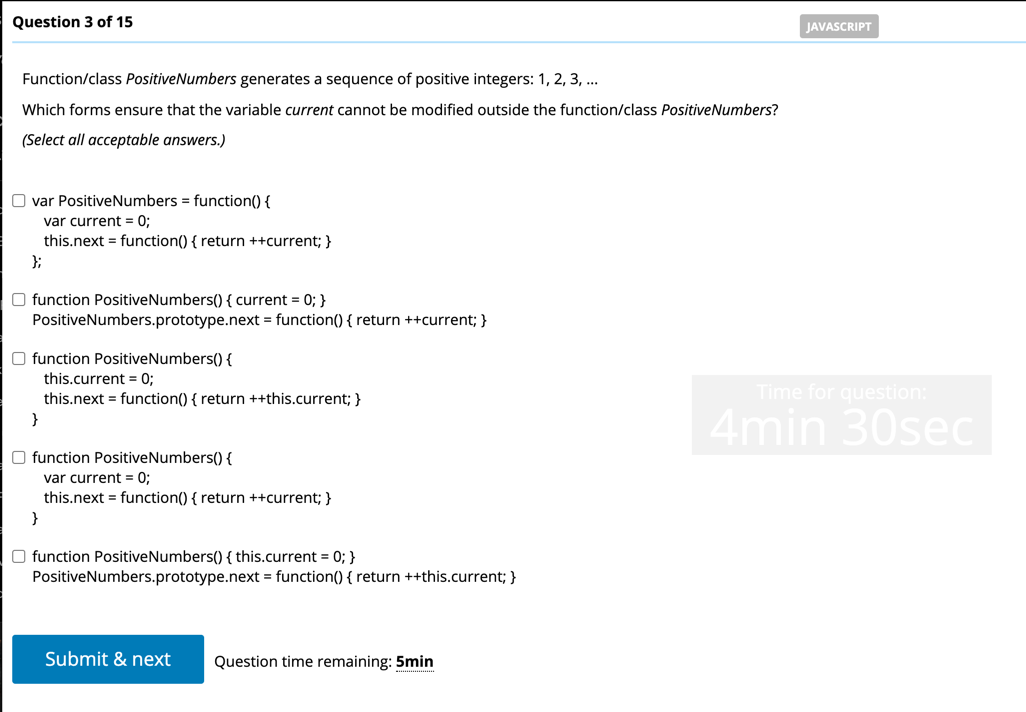 Question 3 of 15
JAVASCRIPT
Function/class PositiveNumbers generates a sequence of positive integers: 1, 2, 3, ...
Which forms ensure that the variable current cannot be modified outside the function/class PositiveNumbers?
(Select all acceptable answers.)
var PositiveNumbers = function() {
var current = 0;
this.next = function() { return ++current; }
};
function PositiveNumbers() { current = 0; }
PositiveNumbers.prototype.next = function() { return ++current; }
function PositiveNumbers() {
this.current = 0;
this.next = function() { return ++this.current; }
}
Time for question:
4min 30sec
function PositiveNumbers() {
var current = 0;
this.next = function() { return ++current; }
}
function PositiveNumbers() { this.current = 0; }
PositiveNumbers.prototype.next = function() { return ++this.current; }
Submit & next
Question time remaining: 5min